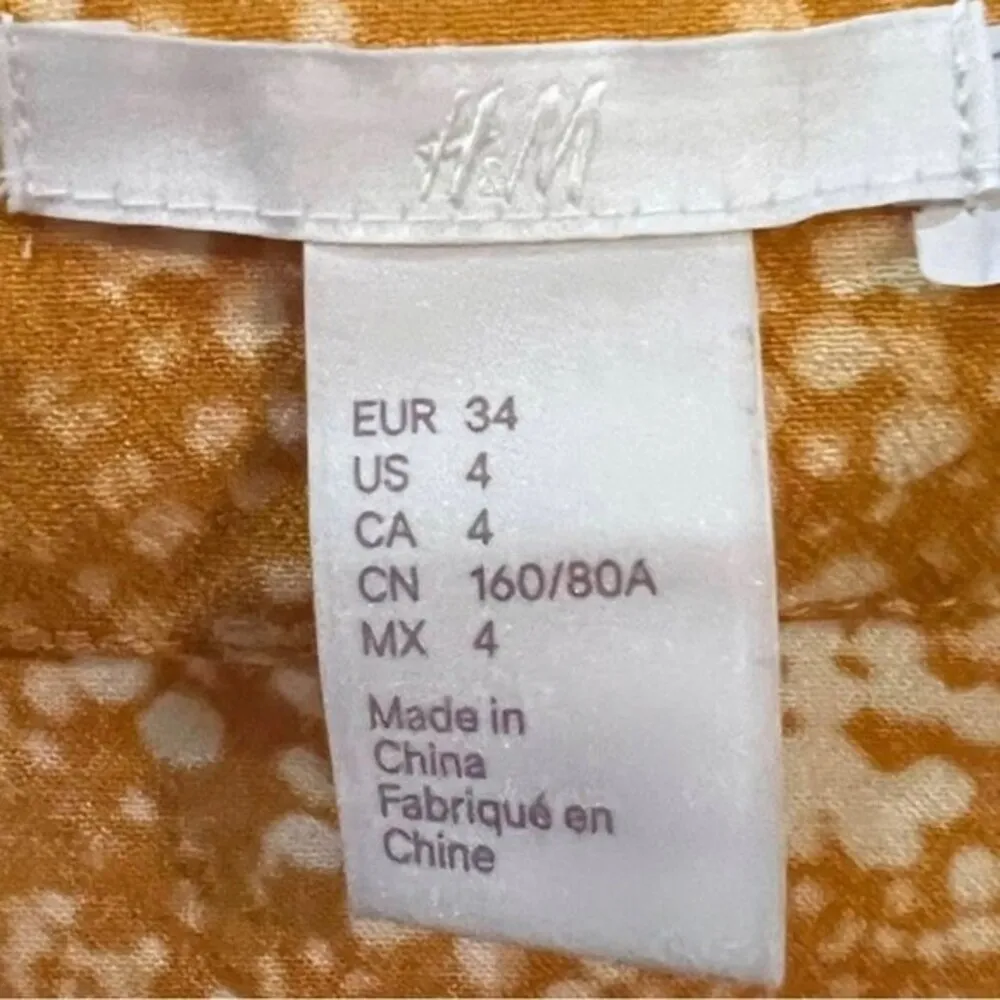 H&M
EUR 34
US 4
CA 4
CN 160/80A
MX 4
Made in
China
Fabriqué en
Chine